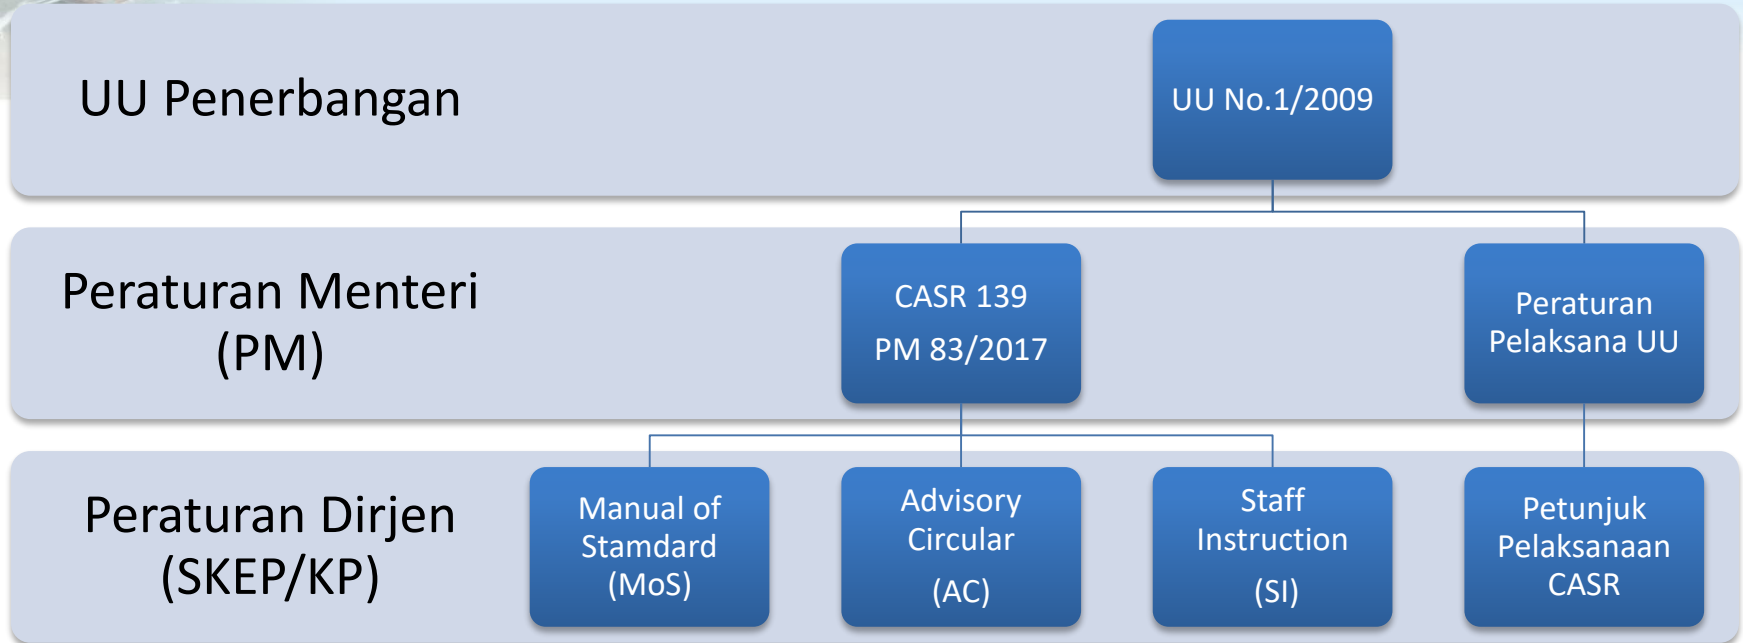 UU Penerbangan
UU No.1/2009
Peraturan Menteri
(PM)
CASR 139
PM 83/2017
Peraturan
Pelaksana UU
Peraturan Dirjen
(SKEP/KP)
Manual of
Stamdard
(MoS)
Advisory
Circular
(AC)
Staff
Instruction
(SI)
Petunjuk
Pelaksanaan
CASR